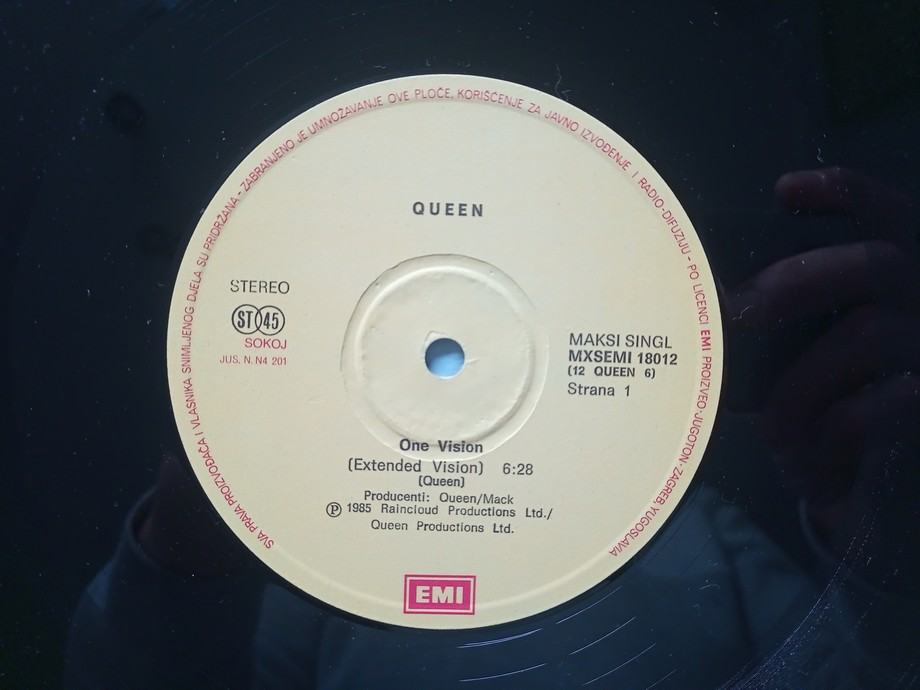 SVA PRAVA PROIZVOĐAČA I VLASNIKA SNIMLJENOG DJELA SU PRIDRŽANA - ZABRANJENO JE UMNOŽAVANJE OVE PLOČE, KORIŠĆENJE ZA JAVNO IZVOĐENJE I RADIO-DIFUZIJU - PO LICENCI EMI PROIZVEO-JUGOTON-ZAGREB, YUGOSLAVIA
QUEEN
STEREO
ST 45
SOKOJ
JUS. N. N4 201
MAKSI SINGL
MXSEMI 18012
(12 QUEEN 6)
Strana 1
One Vision
(Extended Vision) 6:28
(Queen)
Producenti: Queen/Mack
℗ 1985 Raincloud Productions Ltd./
Queen Productions Ltd.
EMI